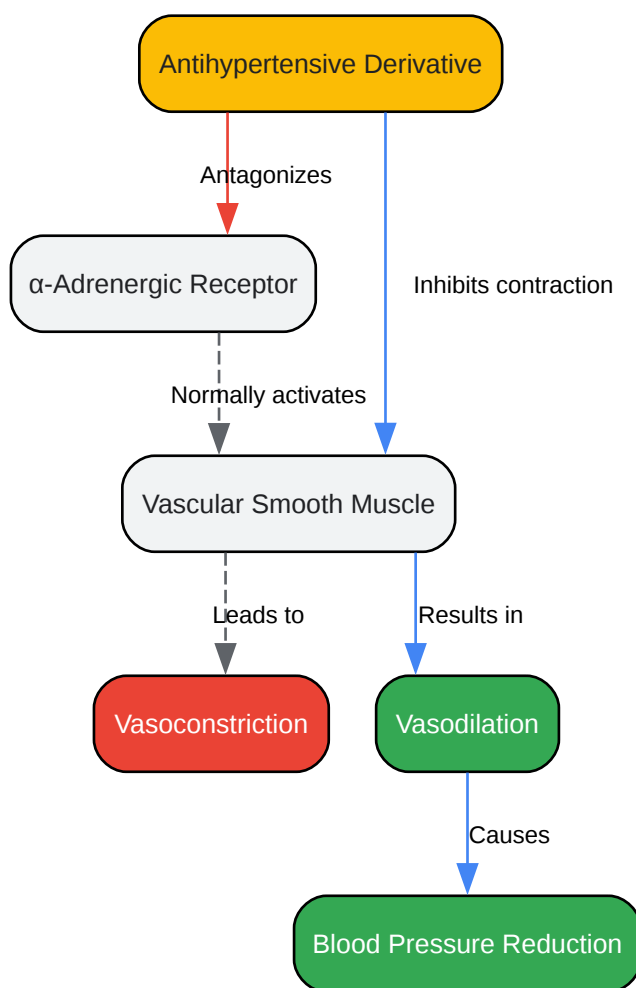 Antihypertensive Derivative
Antagonizes
α-Adrenergic Receptor
Inhibits contraction
Normally activates
Vascular Smooth Muscle
Leads to
Results in
Vasoconstriction
Vasodilation
Causes
Blood Pressure Reduction